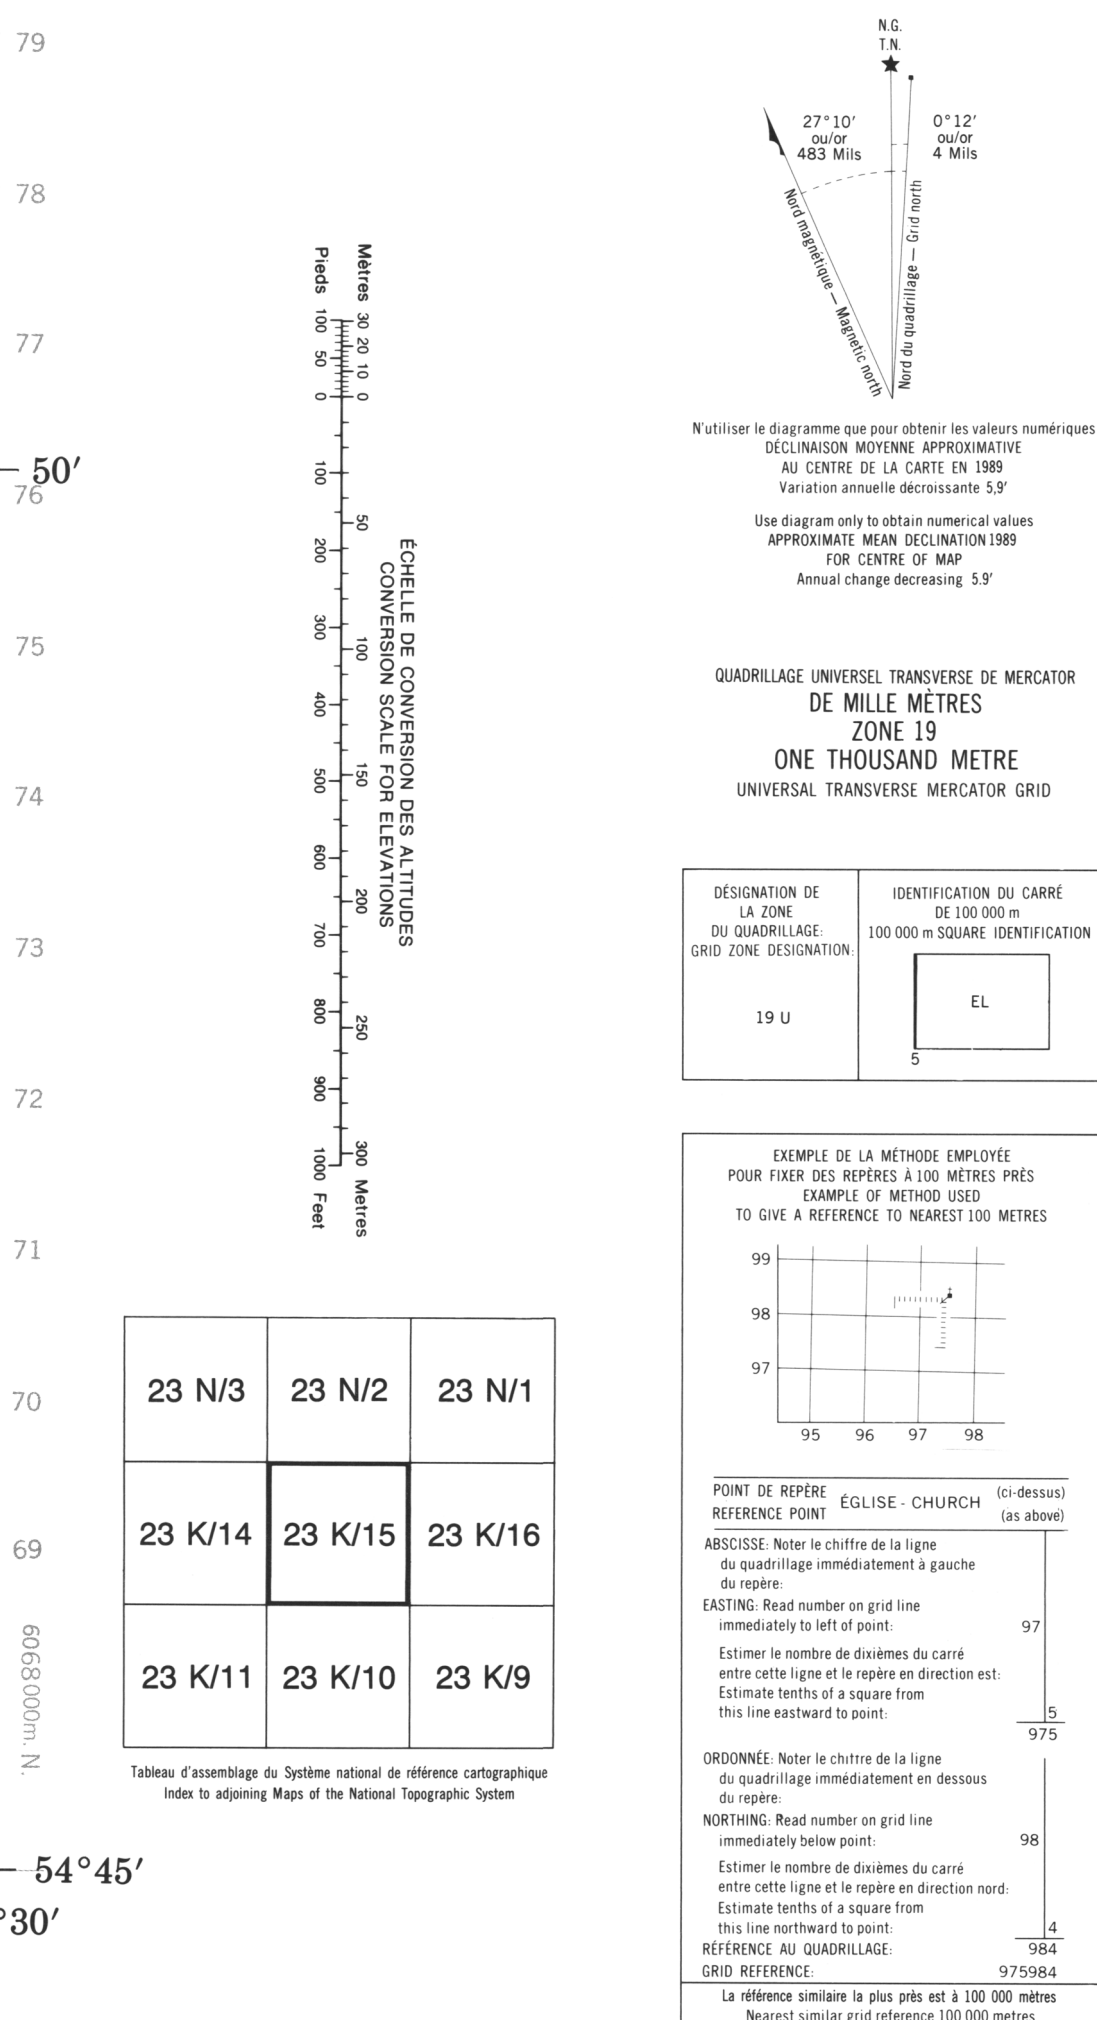 79
78
77
50′
76
75
74
73
72
71
70
69
6068000m. N.
54°45′
°30′
Mètres 30 20 10 0 50 100 150 200 250 300 Metres
Pieds 100 50 0 100 200 300 400 500 600 700 800 900 1000 Feet
ÉCHELLE DE CONVERSION DES ALTITUDES
CONVERSION SCALE FOR ELEVATIONS
23 N/3 23 N/2 23 N/1
23 K/14 23 K/15 23 K/16
23 K/11 23 K/10 23 K/9
Tableau d'assemblage du Système national de référence cartographique
Index to adjoining Maps of the National Topographic System
N.G.
T.N.
27°10′
ou/or
483 Mils
0°12′
ou/or
4 Mils
Nord magnétique — Magnetic north
Nord du quadrillage — Grid north
N'utiliser le diagramme que pour obtenir les valeurs numériques
DÉCLINAISON MOYENNE APPROXIMATIVE
AU CENTRE DE LA CARTE EN 1989
Variation annuelle décroissante 5,9′
Use diagram only to obtain numerical values
APPROXIMATE MEAN DECLINATION 1989
FOR CENTRE OF MAP
Annual change decreasing 5.9′
QUADRILLAGE UNIVERSEL TRANSVERSE DE MERCATOR
DE MILLE MÈTRES
ZONE 19
ONE THOUSAND METRE
UNIVERSAL TRANSVERSE MERCATOR GRID
DÉSIGNATION DE
LA ZONE
DU QUADRILLAGE:
GRID ZONE DESIGNATION:
19 U
IDENTIFICATION DU CARRÉ
DE 100 000 m
100 000 m SQUARE IDENTIFICATION
EL
5
EXEMPLE DE LA MÉTHODE EMPLOYÉE
POUR FIXER DES REPÈRES À 100 MÈTRES PRÈS
EXAMPLE OF METHOD USED
TO GIVE A REFERENCE TO NEAREST 100 METRES
99
98
97
95 96 97 98
POINT DE REPÈRE
REFERENCE POINT
ÉGLISE - CHURCH
(ci-dessus)
(as above)
ABSCISSE: Noter le chiffre de la ligne
du quadrillage immédiatement à gauche
du repère:
EASTING: Read number on grid line
immediately to left of point: 97
Estimer le nombre de dixièmes du carré
entre cette ligne et le repère en direction est:
Estimate tenths of a square from
this line eastward to point: 5
975
ORDONNÉE: Noter le chiffre de la ligne
du quadrillage immédiatement en dessous
du repère:
NORTHING: Read number on grid line
immediately below point: 98
Estimer le nombre de dixièmes du carré
entre cette ligne et le repère en direction nord:
Estimate tenths of a square from
this line northward to point: 4
RÉFÉRENCE AU QUADRILLAGE: 984
GRID REFERENCE: 975984
La référence similaire la plus près est à 100 000 mètres
Nearest similar grid reference 100 000 metres